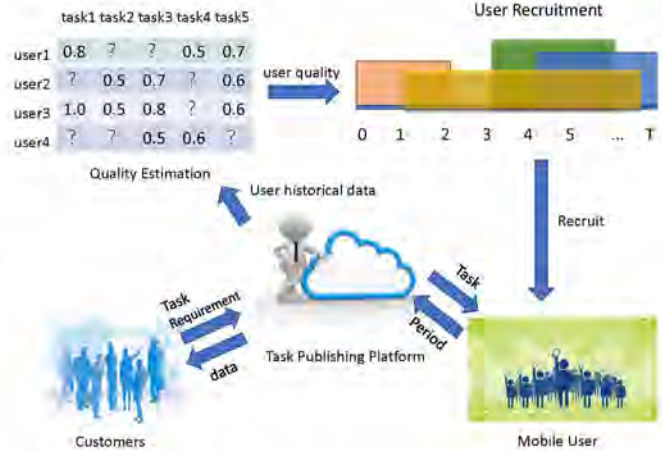 User Recruitment
task1 task2 task3 task4 task5
user1 0.8 ? ? 0.5 0.7
user2 ? 0.5 0.7 ? 0.6
user3 1.0 0.5 0.8 ? 0.6
user4 ? ? 0.5 0.6 ?
user quality
0 1 2 3 4 5 ... T
Quality Estimation
User historical data
Recruit
Task
Period
Task
Requirement
data
Task Publishing Platform
Customers
Mobile User